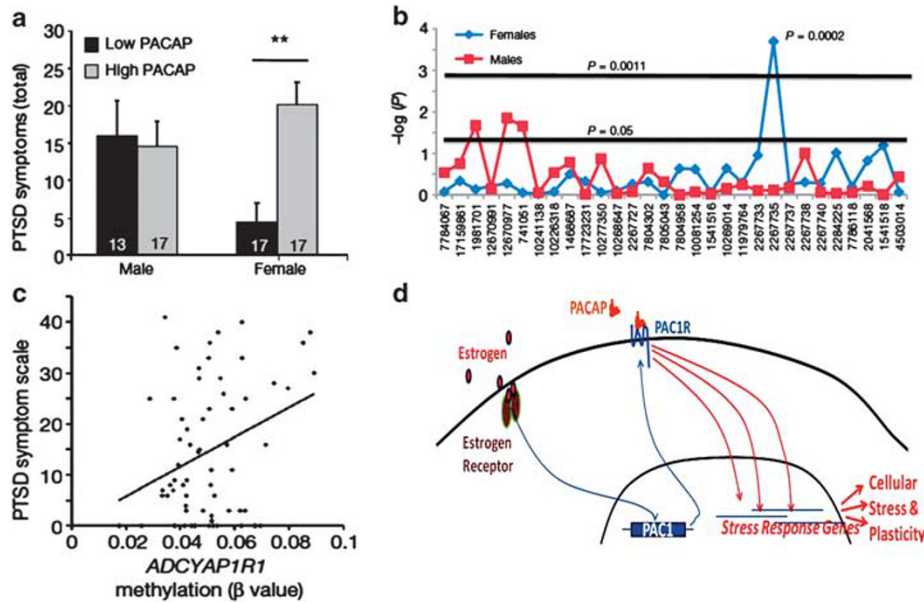 a
PTSD symptoms (total)
30
25
20
15
10
5
0
Low PACAP
High PACAP
**
13
17
17
17
Male
Female
b
–log (P)
4
3
2
1
0
Females
Males
P = 0.0002
P = 0.0011
P = 0.05
7784067
17159861
1981701
12670991
12670977
741051
10241138
10226318
1466687
17723231
10277350
10268647
2267727
7804302
7805043
7804958
10081254
1541516
10269014
11979764
2267733
2267735
2267737
2267738
2267740
2284225
7786118
2041568
1541518
4503014
c
PTSD symptom scale
40
30
20
10
0
0
0.02
0.04
0.06
0.08
0.1
ADCYAP1R1
methylation (β value)
d
PACAP
PAC1R
Estrogen
Estrogen
Receptor
PAC1
Stress Response Genes
Cellular
Stress &
Plasticity